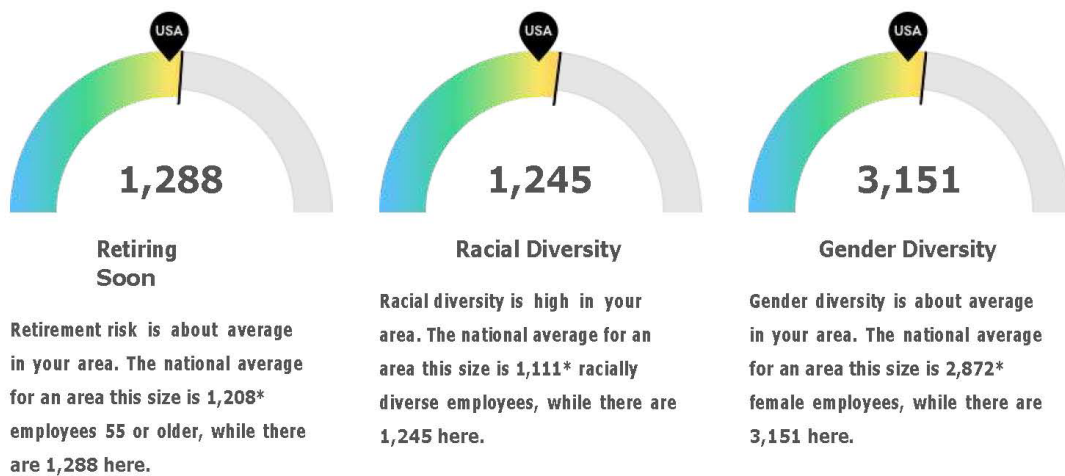 USA
1,288
Retiring
Soon
Retirement risk is about average
in your area. The national average
for an area this size is 1,208*
employees 55 or older, while there
are 1,288 here.
USA
1,245
Racial Diversity
Racial diversity is high in your
area. The national average for an
area this size is 1,111* racially
diverse employees, while there are
1,245 here.
USA
3,151
Gender Diversity
Gender diversity is about average
in your area. The national average
for an area this size is 2,872*
female employees, while there are
3,151 here.